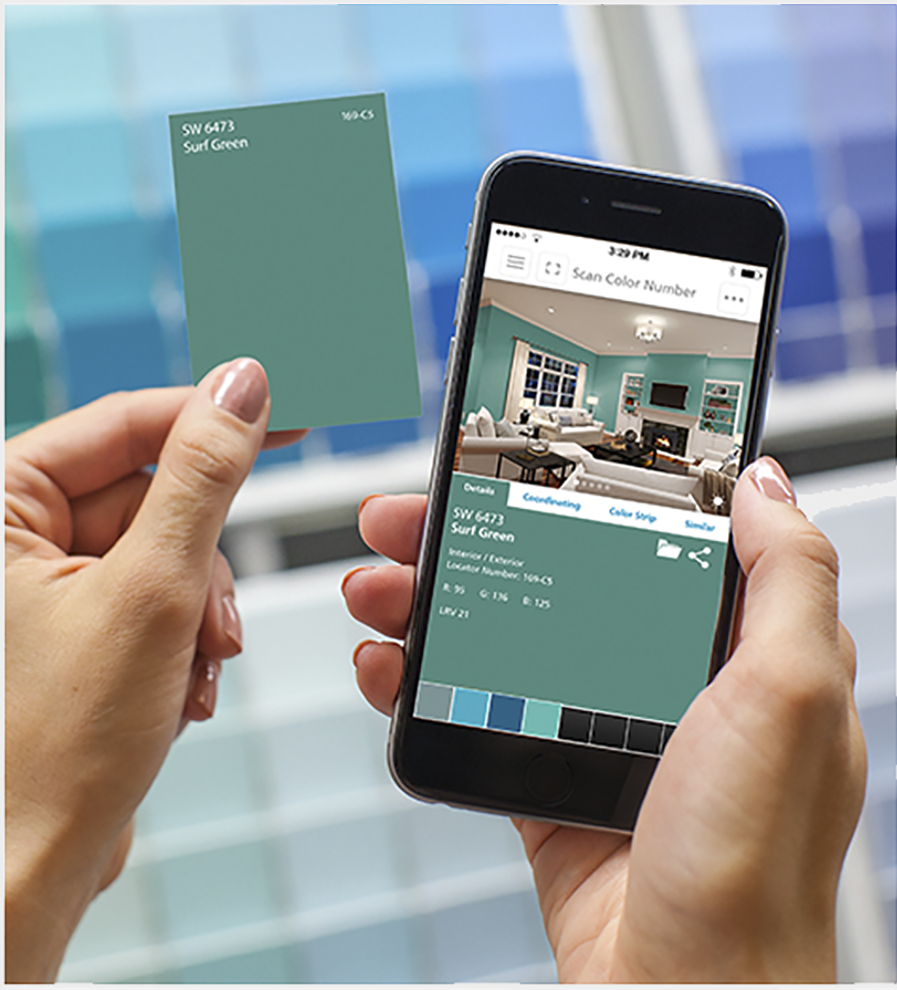 SW 6473
169-C5
Surf Green
3:29 PM
Scan Color Number
Details
Coordinating
Color Strip
Similar
SW 6473
Surf Green
Interior / Exterior
Locator Number: 169-C5
R: 95 G: 136 B: 125
LRV 21